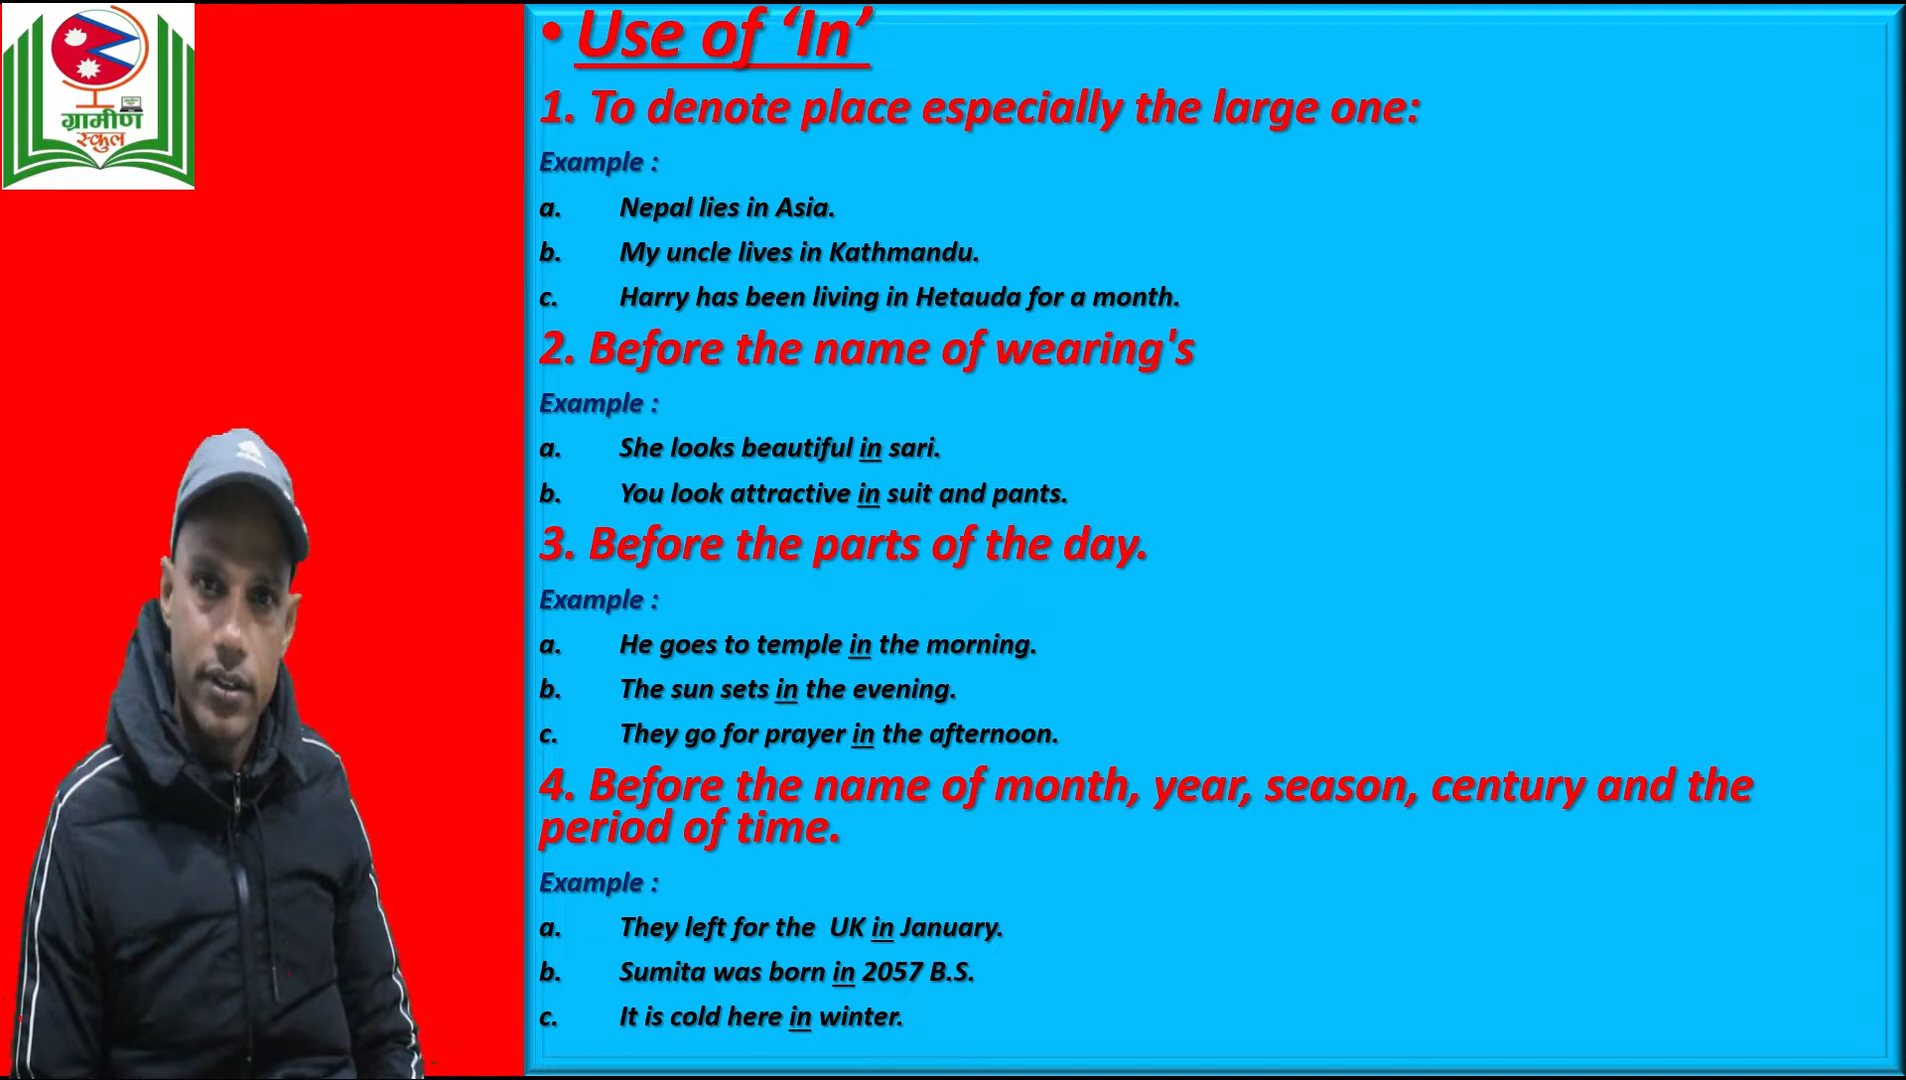 ग्रामीण
स्कुल
• Use of ‘In’
1. To denote place especially the large one:
Example :
a. Nepal lies in Asia.
b. My uncle lives in Kathmandu.
c. Harry has been living in Hetauda for a month.
2. Before the name of wearing's
Example :
a. She looks beautiful in sari.
b. You look attractive in suit and pants.
3. Before the parts of the day.
Example :
a. He goes to temple in the morning.
b. The sun sets in the evening.
c. They go for prayer in the afternoon.
4. Before the name of month, year, season, century and the
period of time.
Example :
a. They left for the  UK in January.
b. Sumita was born in 2057 B.S.
c. It is cold here in winter.